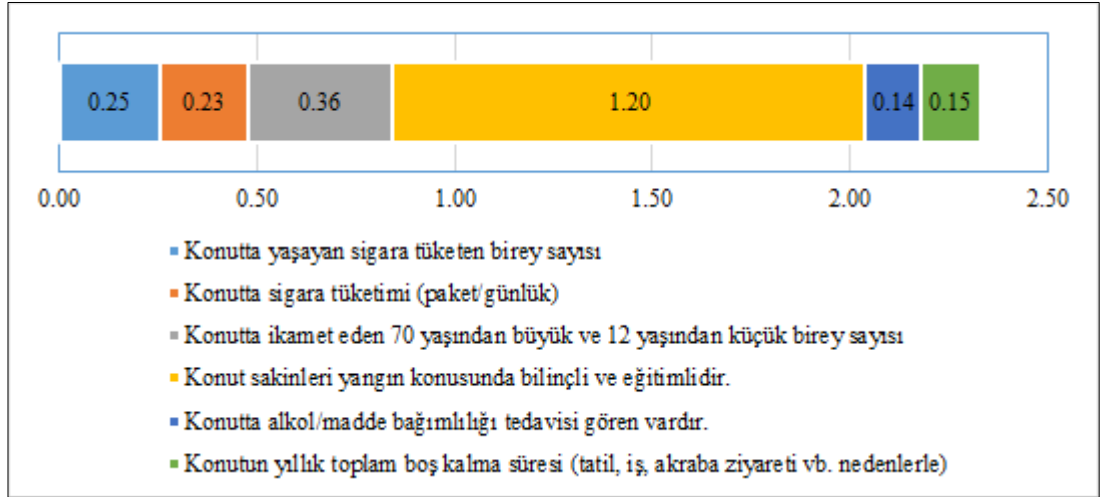 0.25 0.23 0.36 1.20 0.14 0.15
0.00 0.50 1.00 1.50 2.00 2.50
Konutta yaşayan sigara tüketen birey sayısı
Konutta sigara tüketimi (paket/günlük)
Konutta ikamet eden 70 yaşından büyük ve 12 yaşından küçük birey sayısı
Konut sakinleri yangın konusunda bilinçli ve eğitimlidir.
Konutta alkol/madde bağımlılığı tedavisi gören vardır.
Konutun yıllık toplam boş kalma süresi (tatil, iş, akraba ziyareti vb. nedenlerle)